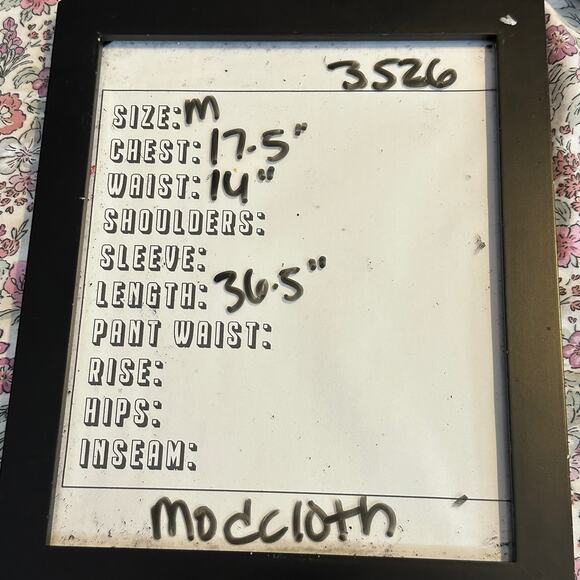 3526
SIZE: M
CHEST: 17.5"
WAIST: 14"
SHOULDERS:
SLEEVE:
LENGTH: 36.5"
PANT WAIST:
RISE:
HIPS:
INSEAM:
Modcloth